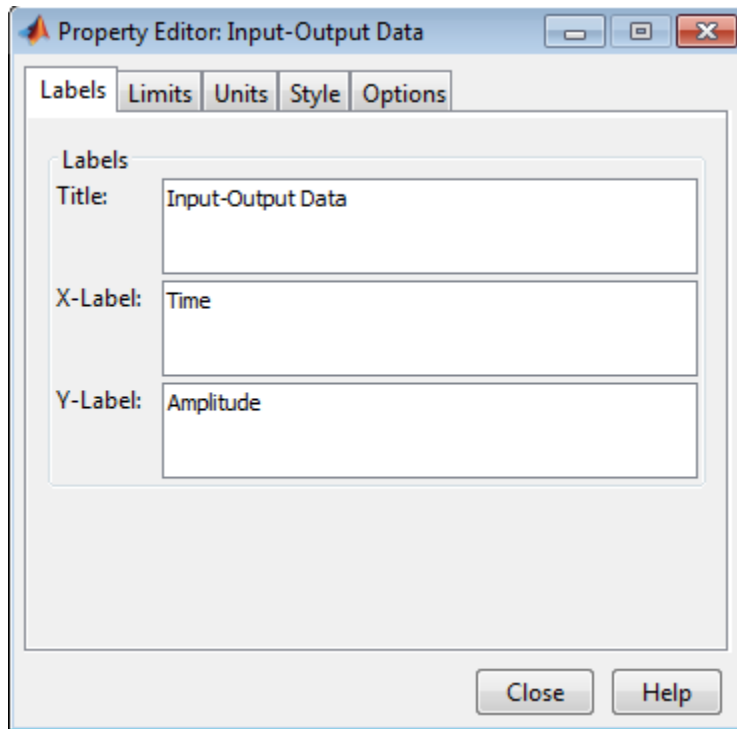 Property Editor: Input-Output Data
Labels Limits Units Style Options
Labels
Title: Input-Output Data
X-Label: Time
Y-Label: Amplitude
Close Help